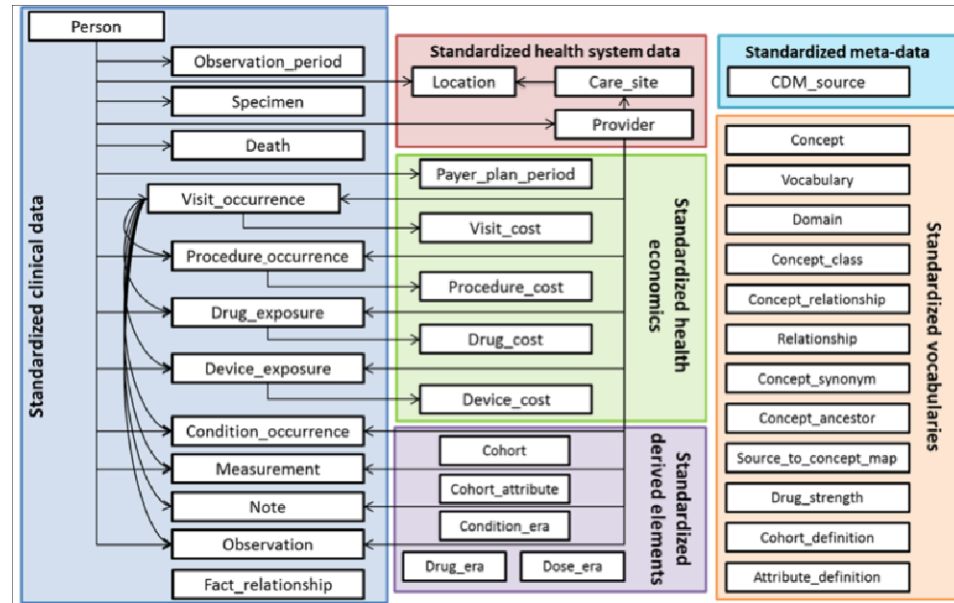 Person
Observation_period
Specimen
Death
Visit_occurrence
Procedure_occurrence
Drug_exposure
Device_exposure
Condition_occurrence
Measurement
Note
Observation
Fact_relationship
Standardized clinical data
Standardized health system data
Location
Care_site
Provider
Payer_plan_period
Visit_cost
Procedure_cost
Drug_cost
Device_cost
Standardized health
economics
Cohort
Cohort_attribute
Condition_era
Drug_era
Dose_era
Standardized
derived elements
Standardized meta-data
CDM_source
Concept
Vocabulary
Domain
Concept_class
Concept_relationship
Relationship
Concept_synonym
Concept_ancestor
Source_to_concept_map
Drug_strength
Cohort_definition
Attribute_definition
Standardized vocabularies